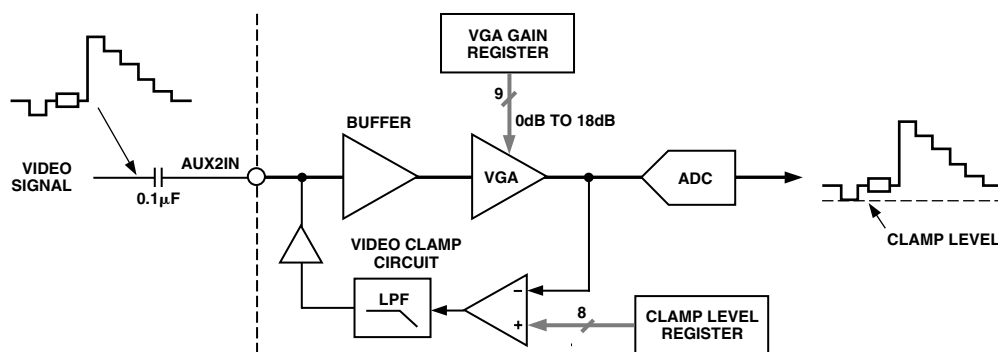 VGA GAIN
REGISTER
9
0dB TO 18dB
BUFFER
VIDEO
SIGNAL
AUX2IN
0.1μF
VGA
ADC
CLAMP LEVEL
VIDEO CLAMP
CIRCUIT
LPF
–
+
8
CLAMP LEVEL
REGISTER